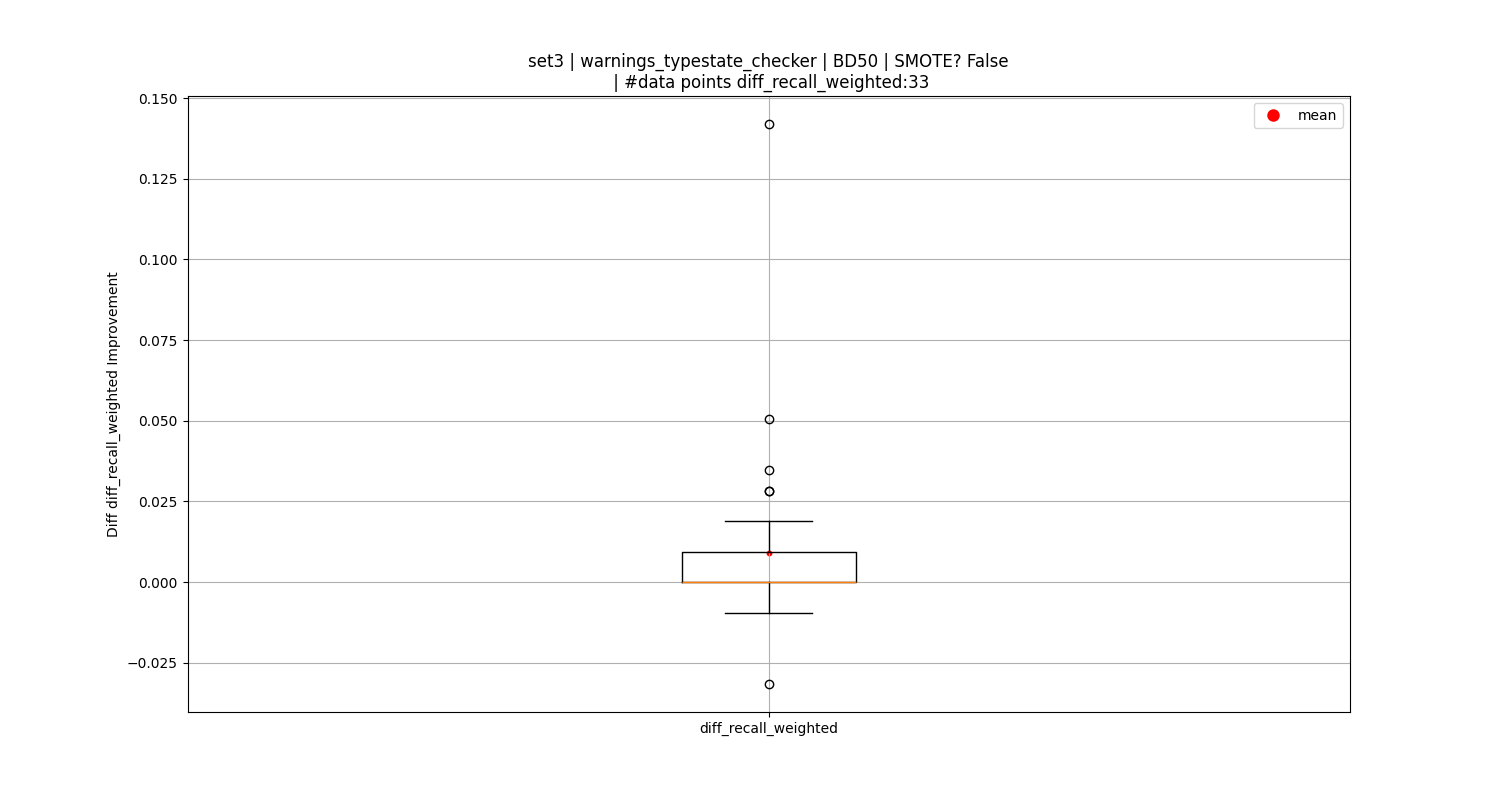 set3 | warnings_typestate_checker | BD50 | SMOTE? False
| #data points diff_recall_weighted:33
mean
0.150
0.125
0.100
0.075
0.050
0.025
0.000
−0.025
Diff diff_recall_weighted Improvement
diff_recall_weighted